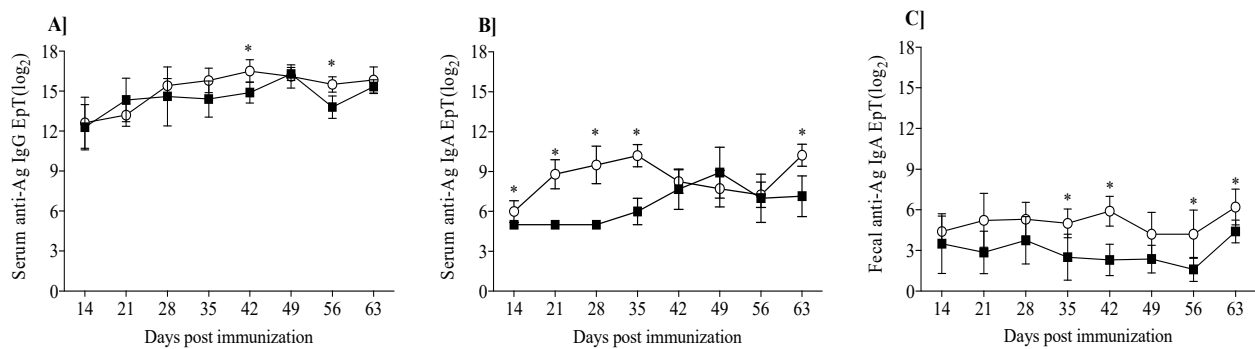 A]
Serum anti-Ag IgG EpT(log2)
18
15
12
9
6
3
0
* *
14 21 28 35 42 49 56 63
Days post immunization
B]
Serum anti-Ag IgA EpT(log2)
18
15
12
9
6
3
0
* * * * *
14 21 28 35 42 49 56 63
Days post immunization
C]
Fecal anti-Ag IgA EpT(log2)
18
15
12
9
6
3
0
* * * *
14 21 28 35 42 49 56 63
Days post immunization